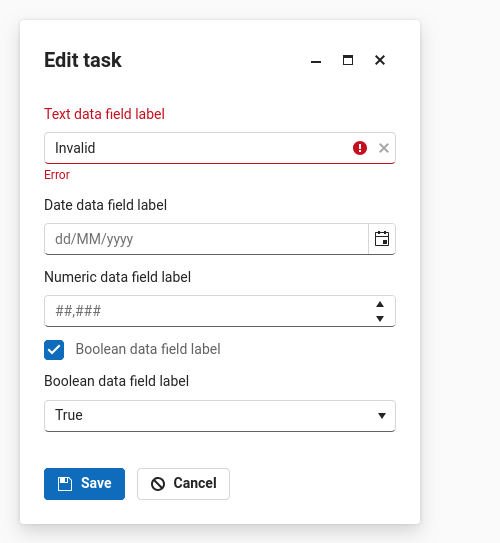 Edit task
Text data field label
Invalid
Error
Date data field label
dd/MM/yyyy
Numeric data field label
##,###
Boolean data field label
Boolean data field label
True
Save Cancel